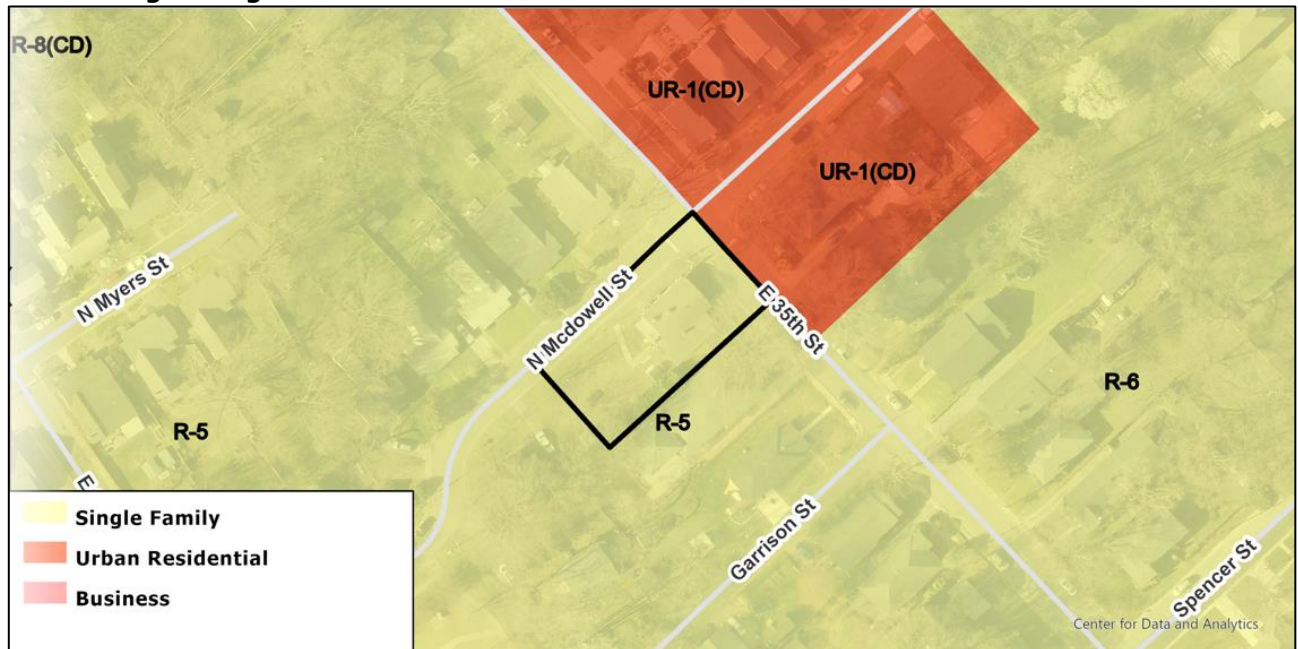 R-8(CD)
UR-1(CD)
UR-1(CD)
N Myers St
N Mcdowell St
E 35th St
R-6
R-5
R-5
E
Garrison St
Spencer St
Single Family
Urban Residential
Business
Center for Data and Analytics